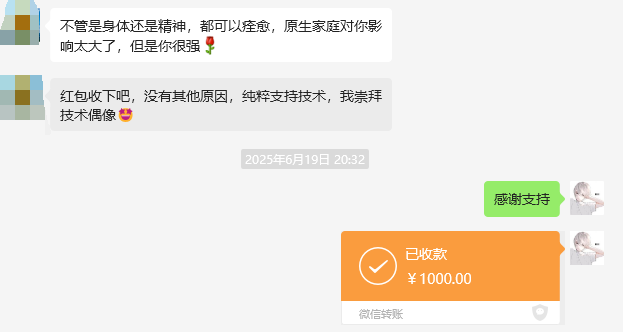 不管是身体还是精神，都可以痊愈，原生家庭对你影
响太大了，但是你很强🌹
红包收下吧，没有其他原因，纯粹支持技术，我崇拜
技术偶像🤩
2025年6月19日 20:32
感谢支持
已收款
￥1000.00
微信转账